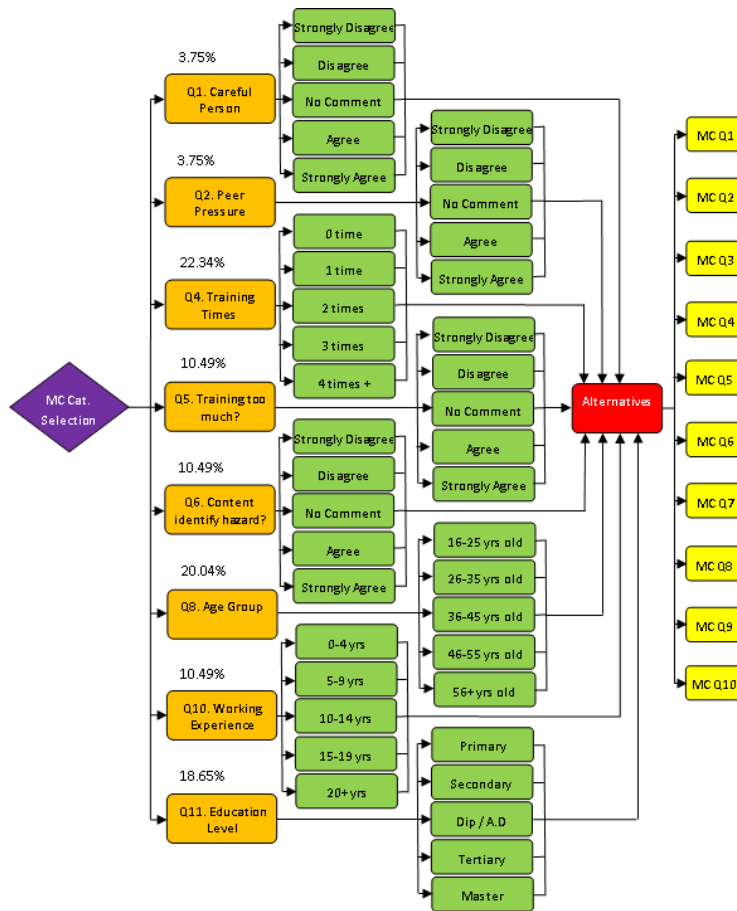 MC Cat.
Selection
3.75%
Q1. Careful
Person
Strongly Disagree
Disagree
No Comment
Agree
Strongly Agree
3.75%
Q2. Peer
Pressure
Strongly Disagree
Disagree
No Comment
Agree
Strongly Agree
22.34%
Q4. Training
Times
0 time
1 time
2 times
3 times
4 times +
10.49%
Q5. Training too
much?
Strongly Disagree
Disagree
No Comment
Agree
Strongly Agree
10.49%
Q6. Content
identify hazard?
Strongly Disagree
Disagree
No Comment
Agree
Strongly Agree
20.04%
Q8. Age Group
16-25 yrs old
26-35 yrs old
36-45 yrs old
46-55 yrs old
56+yrs old
10.49%
Q10. Working
Experience
0-4 yrs
5-9 yrs
10-14 yrs
15-19 yrs
20+ yrs
18.65%
Q11. Education
Level
Primary
Secondary
Dip / A.D
Tertiary
Master
Alternatives
MC Q1
MC Q2
MC Q3
MC Q4
MC Q5
MC Q6
MC Q7
MC Q8
MC Q9
MC Q10